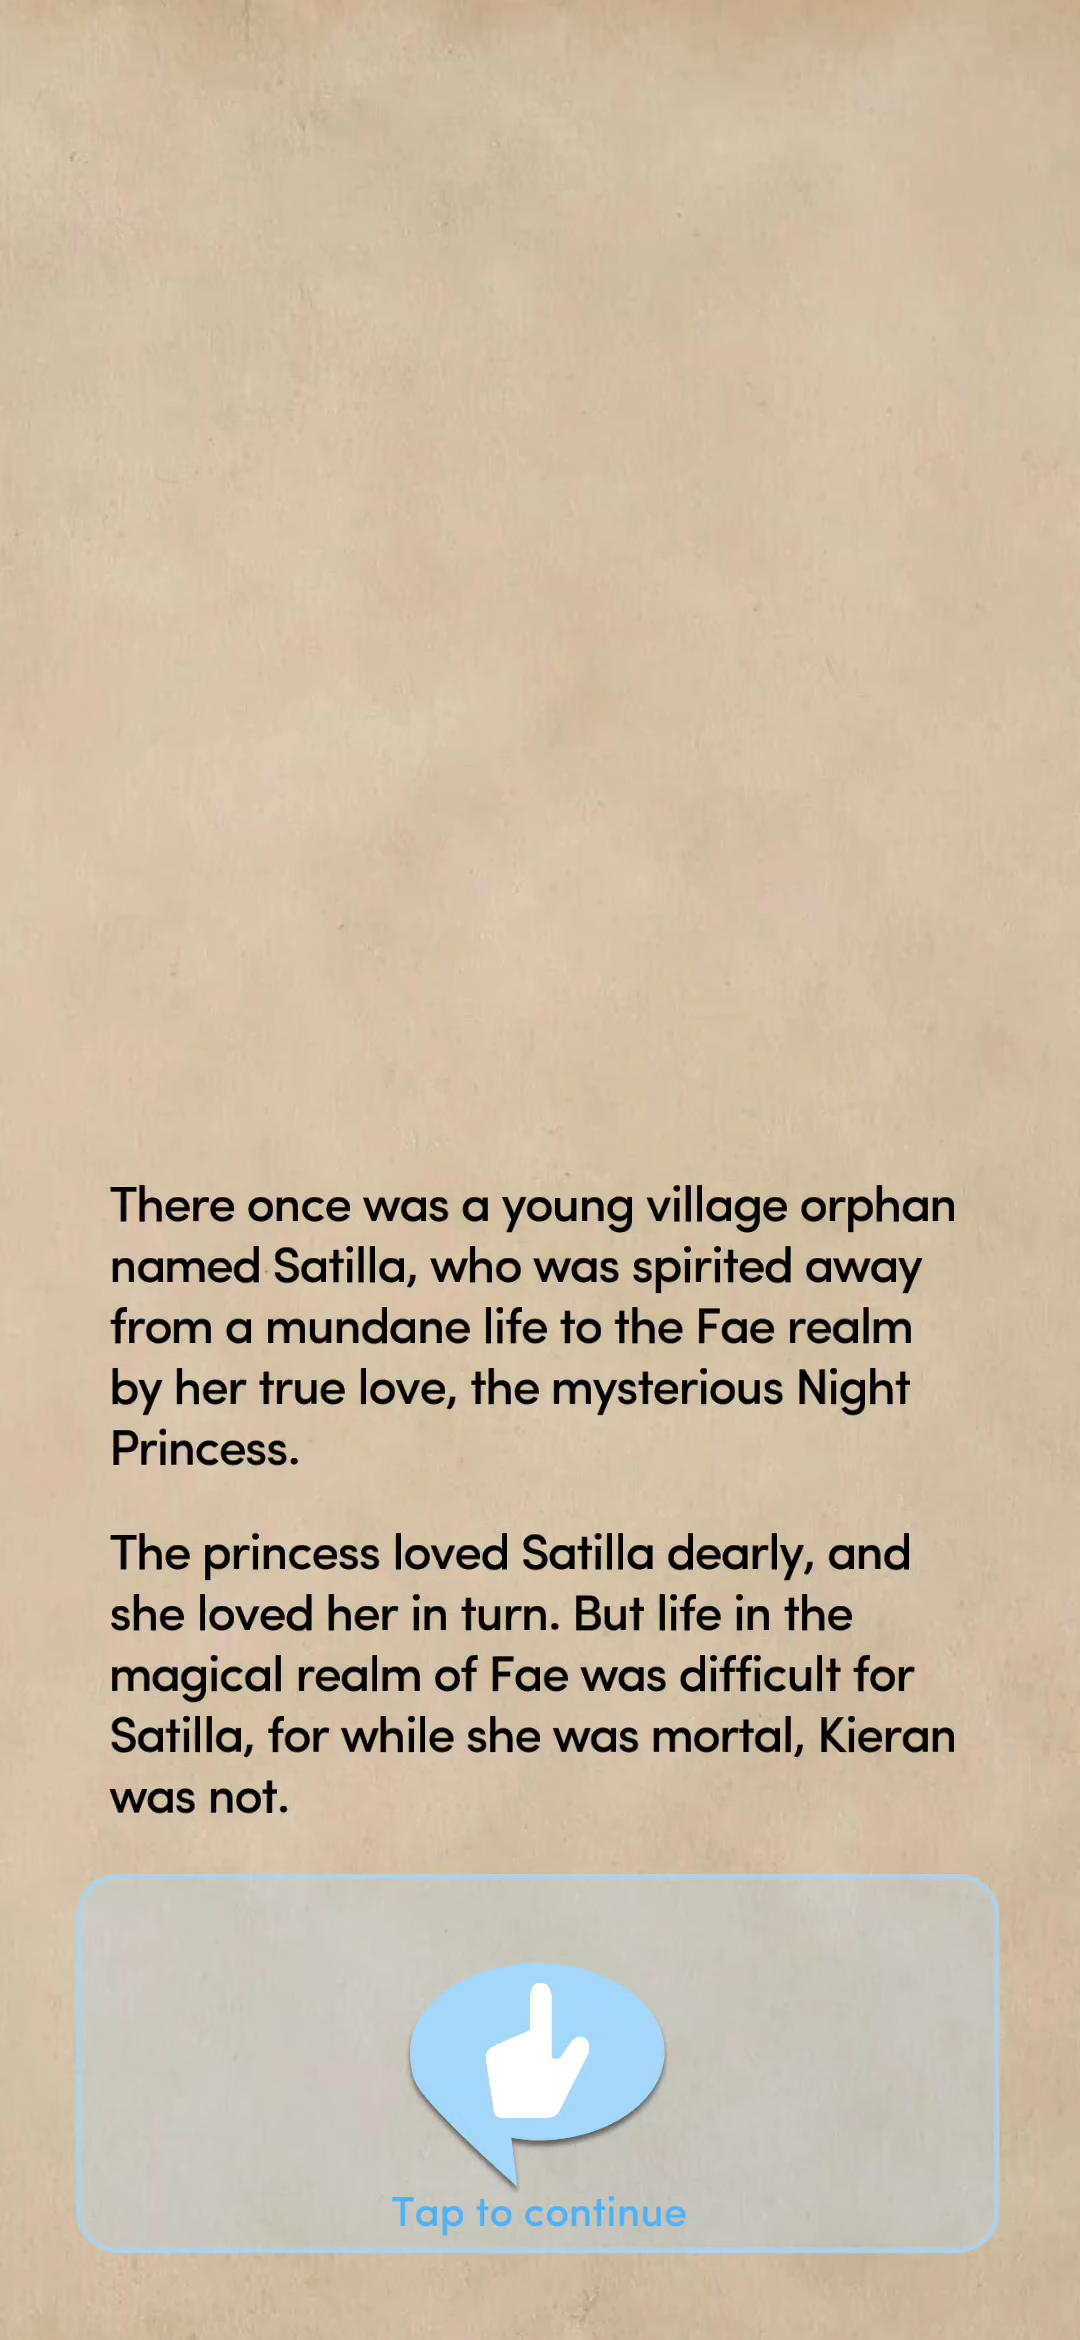 There once was a young village orphan
named Satilla, who was spirited away
from a mundane life to the Fae realm
by her true love, the mysterious Night
Princess.
The princess loved Satilla dearly, and
she loved her in turn. But life in the
magical realm of Fae was difficult for
Satilla, for while she was mortal, Kieran
was not.
Tap to continue